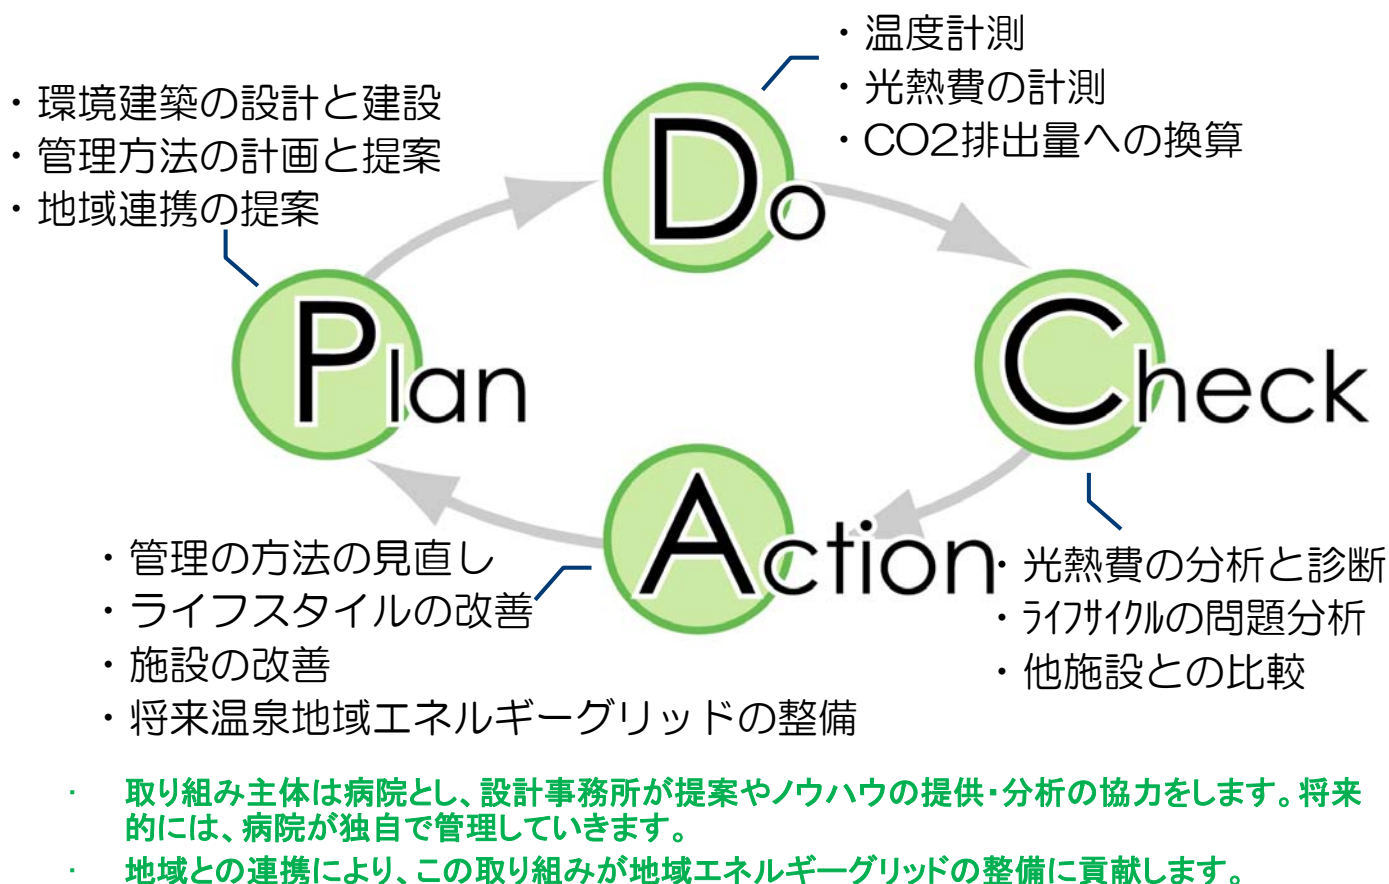 ・環境建築の設計と建設
・管理方法の計画と提案
・地域連携の提案
Plan
・温度計測
・光熱費の計測
・CO2排出量への換算
Do
Check
・光熱費の分析と診断
・ﾗｲﾌｻｲｸﾙの問題分析
・他施設との比較
Action
・管理の方法の見直し
・ライフスタイルの改善
・施設の改善
・将来温泉地域エネルギーグリッドの整備
・ 取り組み主体は病院とし、設計事務所が提案やノウハウの提供・分析の協力をします。将来
的には、病院が独自で管理していきます。
・ 地域との連携により、この取り組みが地域エネルギーグリッドの整備に貢献します。